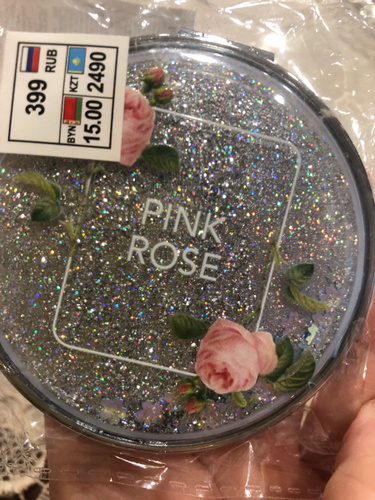 399 RUB
BYN 15.00
KZT 2490
PINK
ROSE